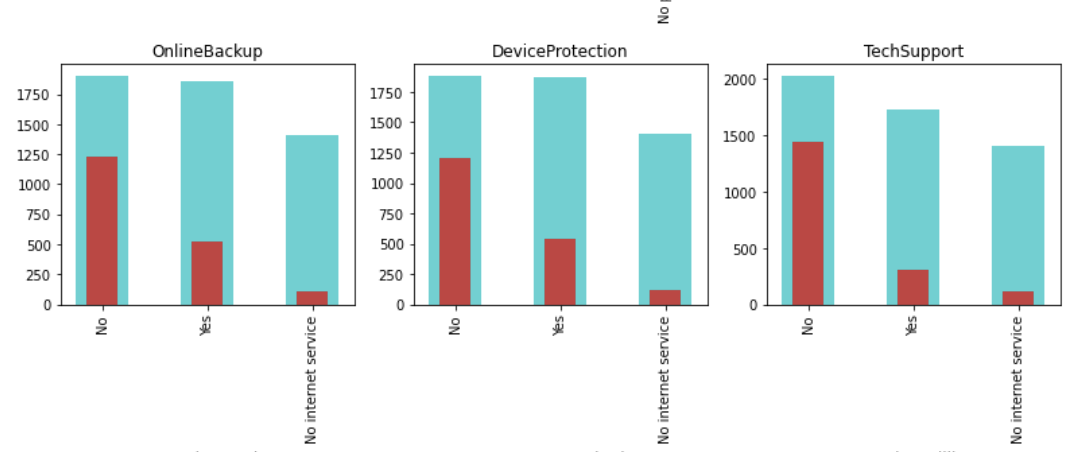 No
OnlineBackup
1750
1500
1250
1000
750
500
250
0
No
Yes
No internet service
DeviceProtection
1750
1500
1250
1000
750
500
250
0
No
Yes
No internet service
TechSupport
2000
1500
1000
500
0
No
Yes
No internet service